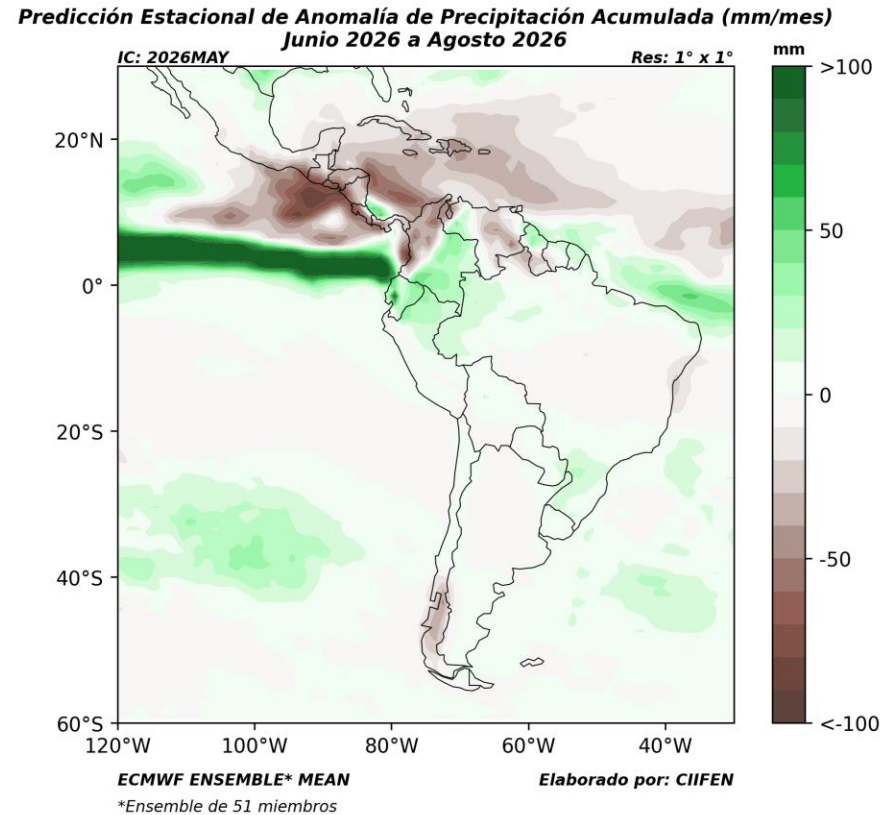 Predicción Estacional de Anomalía de Precipitación Acumulada (mm/mes)
Junio 2026 a Agosto 2026
IC: 2026MAY
Res: 1° x 1°
mm
>100
50
0
-50
<-100
20°N
0°
20°S
40°S
60°S
120°W
100°W
80°W
60°W
40°W
ECMWF ENSEMBLE* MEAN
Elaborado por: CIIFEN
*Ensemble de 51 miembros